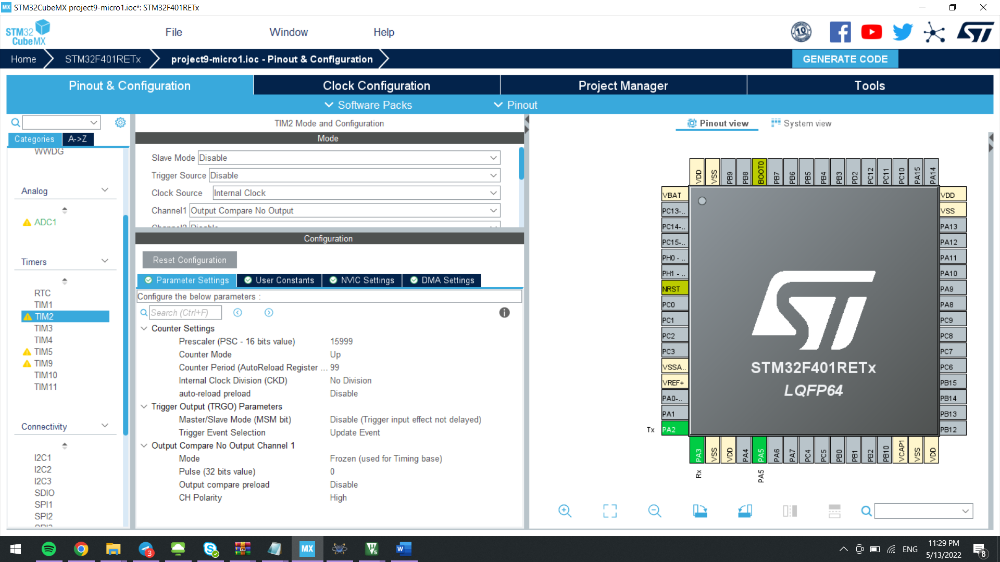 MX STM32CubeMX project9-micro1.ioc*: STM32F401RETx
STM32 CubeMX
File Window Help
10
Home STM32F401RETx project9-micro1.ioc - Pinout & Configuration GENERATE CODE
Pinout & Configuration Clock Configuration Project Manager Tools
Software Packs Pinout
Categories A->Z
WWDG
Analog
ADC1
Timers
RTC
TIM1
TIM2
TIM3
TIM4
TIM5
TIM9
TIM10
TIM11
Connectivity
I2C1
I2C2
I2C3
SDIO
SPI1
SPI2
SPI3
TIM2 Mode and Configuration
Mode
Slave Mode Disable
Trigger Source Disable
Clock Source Internal Clock
Channel1 Output Compare No Output
Channel2 Disable
Configuration
Reset Configuration
Parameter Settings User Constants NVIC Settings DMA Settings
Configure the below parameters :
Search (Ctrl+F)
Counter Settings
Prescaler (PSC - 16 bits value) 15999
Counter Mode Up
Counter Period (AutoReload Register ... 99
Internal Clock Division (CKD) No Division
auto-reload preload Disable
Trigger Output (TRGO) Parameters
Master/Slave Mode (MSM bit) Disable (Trigger input effect not delayed)
Trigger Event Selection Update Event
Output Compare No Output Channel 1
Mode Frozen (used for Timing base)
Pulse (32 bits value) 0
Output compare preload Disable
CH Polarity High
Pinout view System view
VDD VSS PB9 PB8 BOOT0 PB7 PB6 PB5 PB4 PB3 PD2 PC12 PC11 PC10 PA15 PA14
VBAT VDD
PC13-.. VSS
PC14-.. PA13
PC15-.. PA12
PH0 - .. PA11
PH1 - .. PA10
NRST PA9
PC0 PA8
PC1 PC9
PC2 PC8
PC3 PC7
VSSA.. PC6
VREF+ PB15
PA0-.. PB14
PA1 PB13
Tx PA2 PB12
STM32F401RETx
LQFP64
PA3 VSS VDD PA4 PA5 PA6 PA7 PC4 PC5 PB0 PB1 PB2 PB10 VCAP1 VSS VDD
Rx PA5
3 MX 5 W ENG 11:29 PM
5/13/2022
8